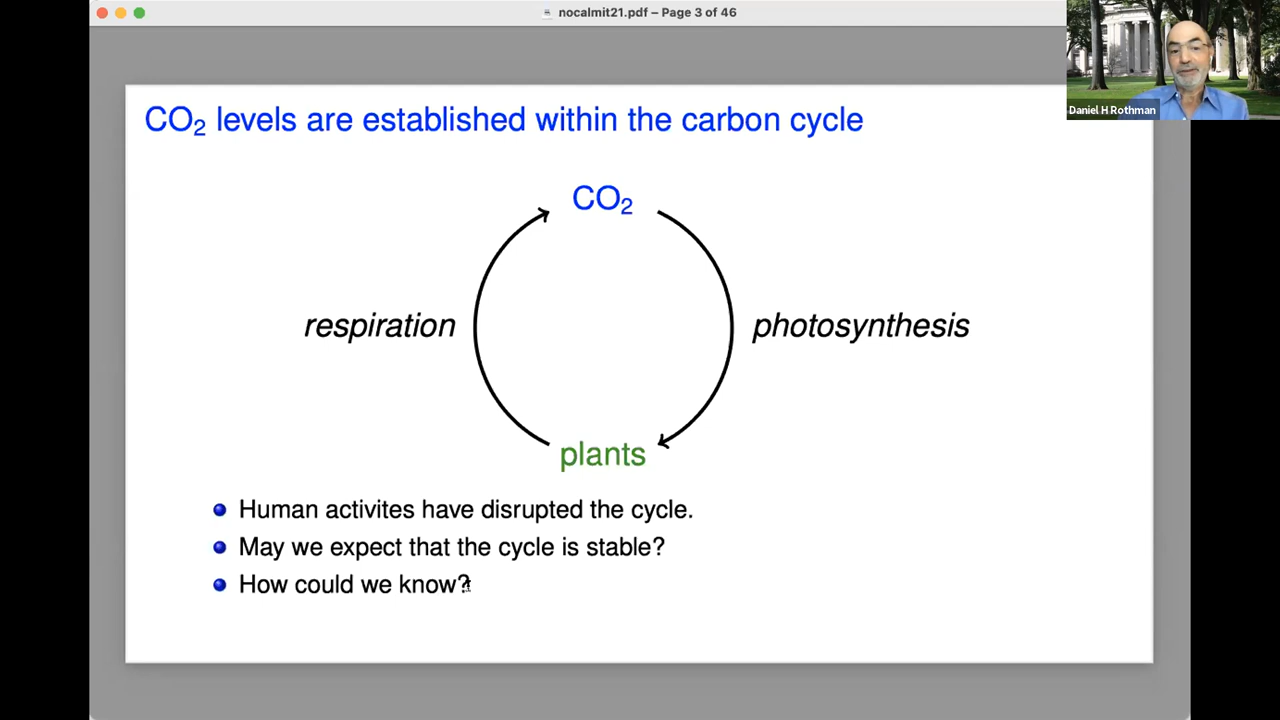 nocalmit21.pdf – Page 3 of 46
Daniel H Rothman
CO₂ levels are established within the carbon cycle
CO₂
respiration
photosynthesis
plants
Human activites have disrupted the cycle.
May we expect that the cycle is stable?
How could we know?